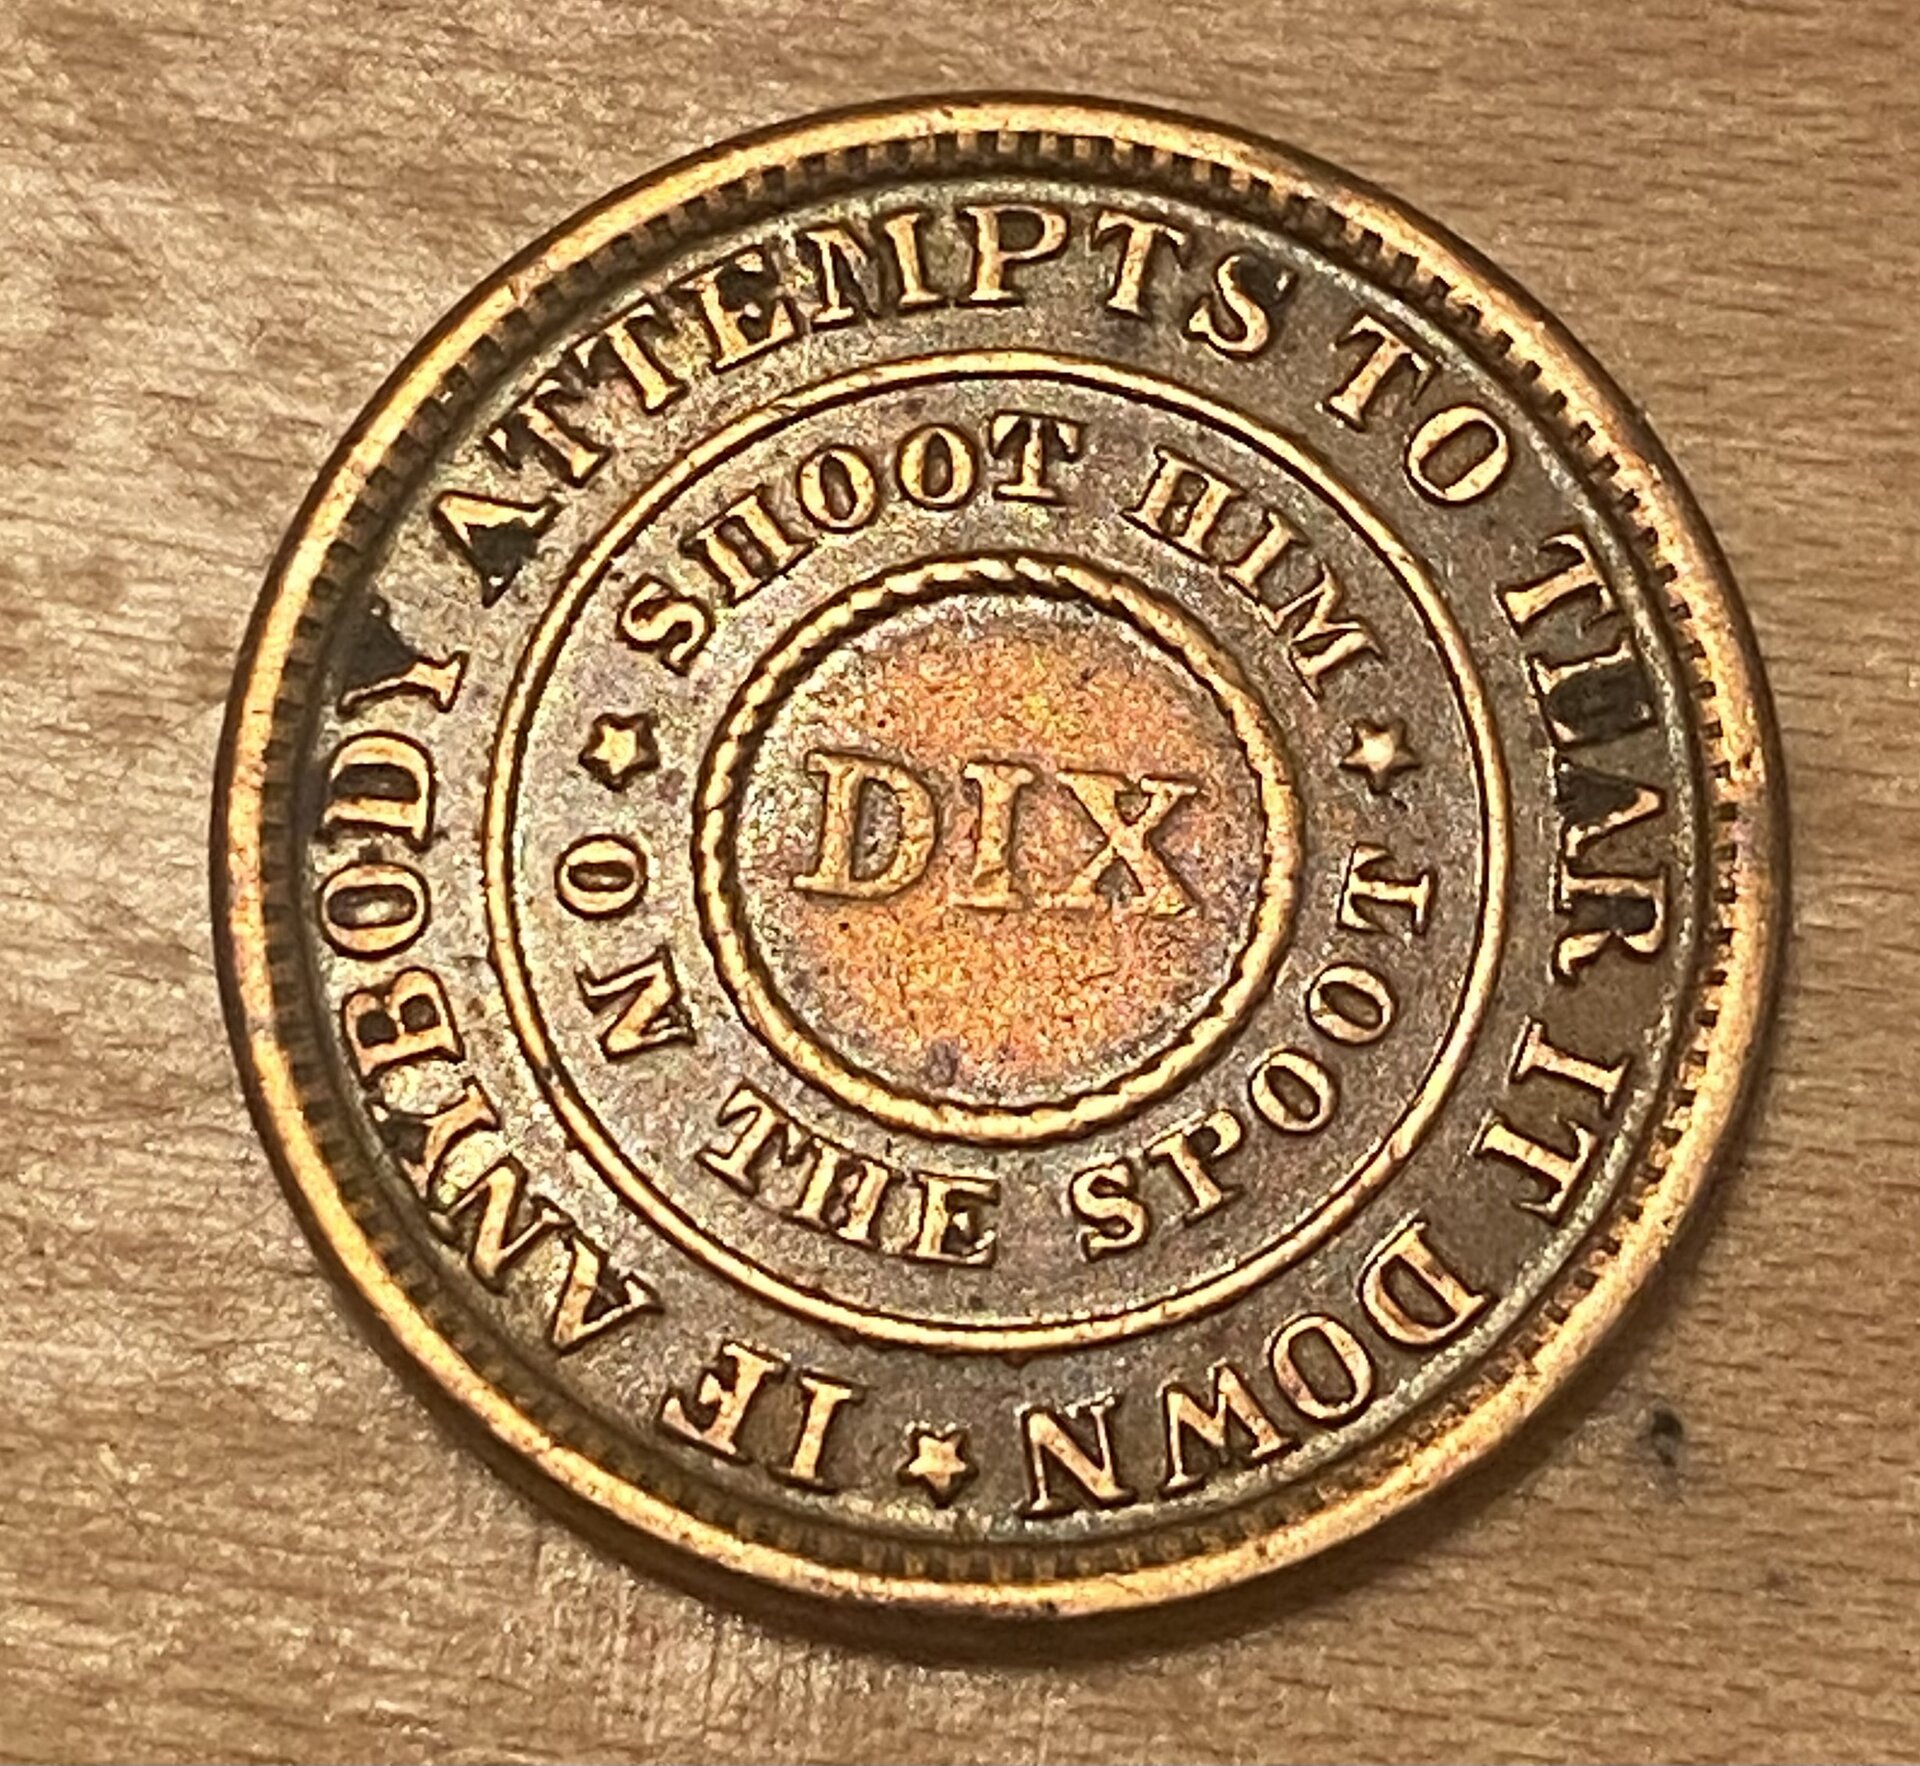 IF ANYBODY ATTEMPTS TO TEAR IT DOWN
SHOOT HIM
ON THE SPOOT
DIX